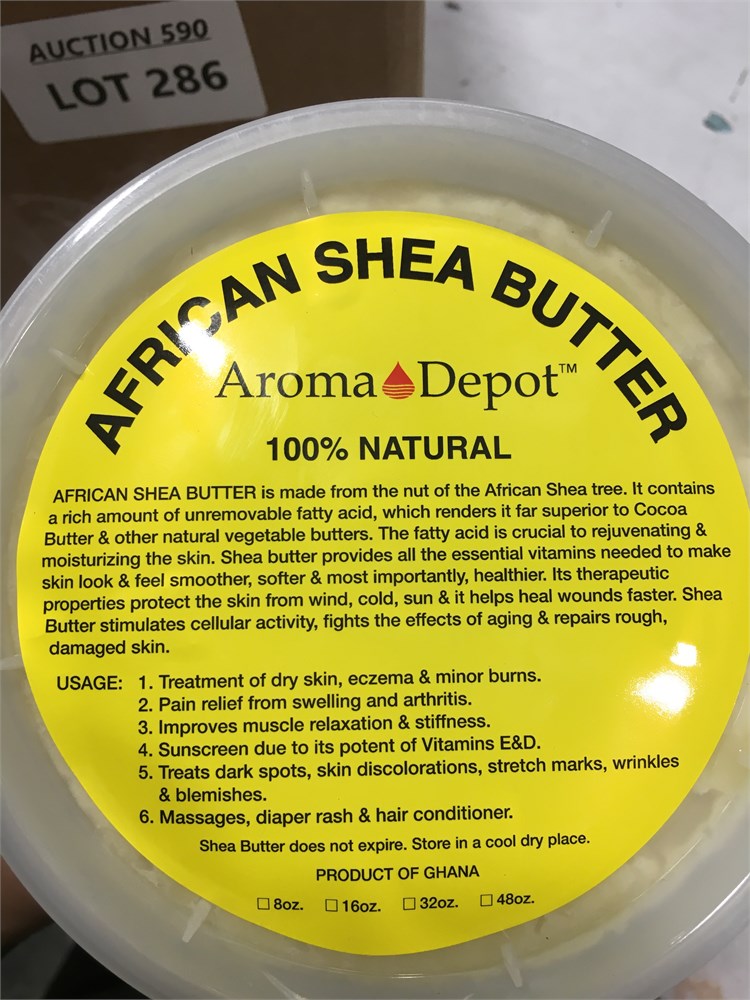 AUCTION 590
LOT 286
AFRICAN SHEA BUTTER
Aroma Depot™
100% NATURAL
AFRICAN SHEA BUTTER is made from the nut of the African Shea tree. It contains
a rich amount of unremovable fatty acid, which renders it far superior to Cocoa
Butter & other natural vegetable butters. The fatty acid is crucial to rejuvenating &
moisturizing the skin. Shea butter provides all the essential vitamins needed to make
skin look & feel smoother, softer & most importantly, healthier. Its therapeutic
properties protect the skin from wind, cold, sun & it helps heal wounds faster. Shea
Butter stimulates cellular activity, fights the effects of aging & repairs rough,
damaged skin.
USAGE: 1. Treatment of dry skin, eczema & minor burns.
2. Pain relief from swelling and arthritis.
3. Improves muscle relaxation & stiffness.
4. Sunscreen due to its potent of Vitamins E&D.
5. Treats dark spots, skin discolorations, stretch marks, wrinkles
& blemishes.
6. Massages, diaper rash & hair conditioner.
Shea Butter does not expire. Store in a cool dry place.
PRODUCT OF GHANA
☐ 8oz. ☐ 16oz. ☐ 32oz. ☐ 48oz.